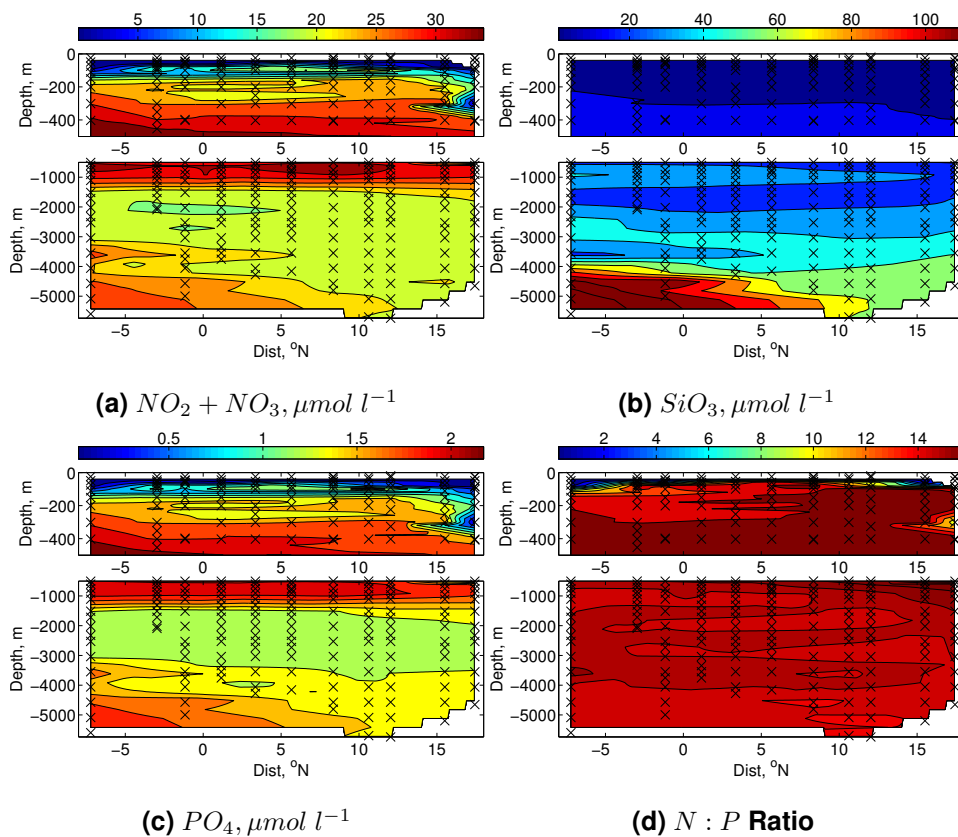 5 10 15 20 25 30
20 40 60 80 100
0
−200
−400
Depth, m
−5 0 5 10 15
0
−200
−400
Depth, m
−5 0 5 10 15
−1000
−2000
−3000
−4000
−5000
Depth, m
−5 0 5 10 15
Dist, °N
−1000
−2000
−3000
−4000
−5000
Depth, m
−5 0 5 10 15
Dist, °N
(a) NO₂ + NO₃, μmol l⁻¹
(b) SiO₃, μmol l⁻¹
0.5 1 1.5 2
2 4 6 8 10 12 14
0
−200
−400
Depth, m
−5 0 5 10 15
0
−200
−400
Depth, m
−5 0 5 10 15
−1000
−2000
−3000
−4000
−5000
Depth, m
−5 0 5 10 15
Dist, °N
−1000
−2000
−3000
−4000
−5000
Depth, m
−5 0 5 10 15
Dist, °N
(c) PO₄, μmol l⁻¹
(d) N : P Ratio